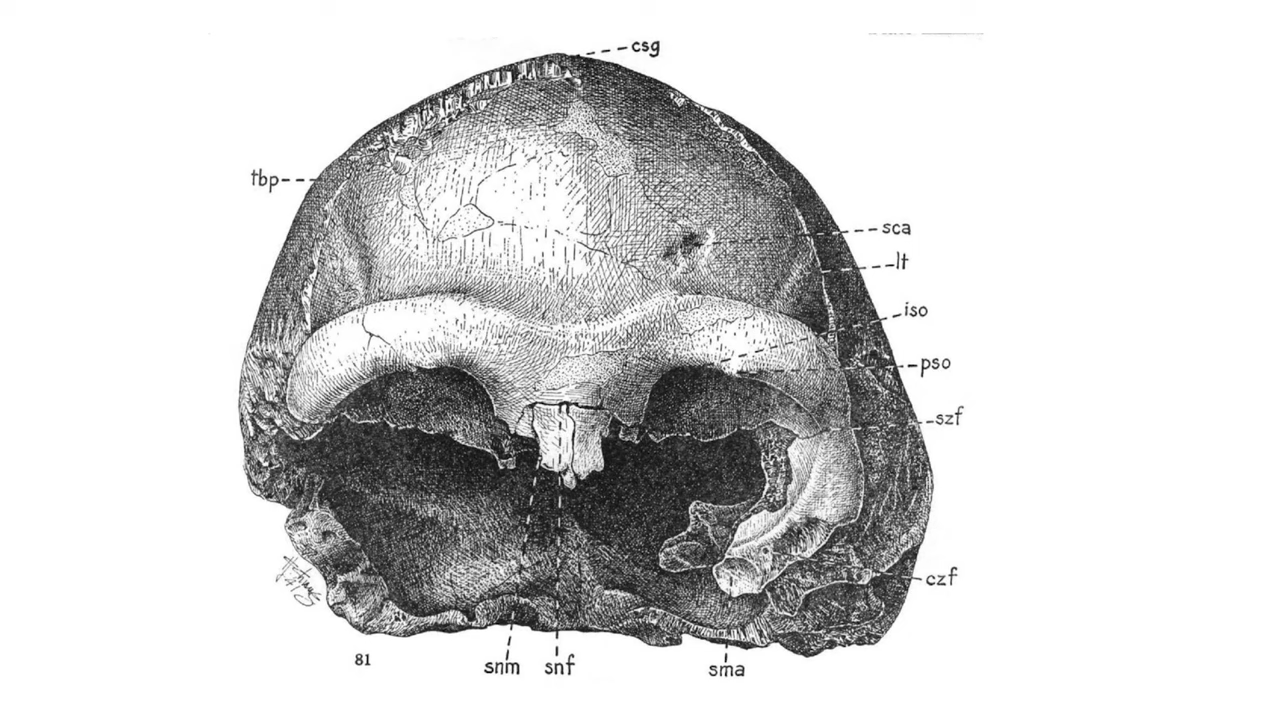 csg
tbp
sca
lt
iso
pso
szf
czf
81
snm snf sma